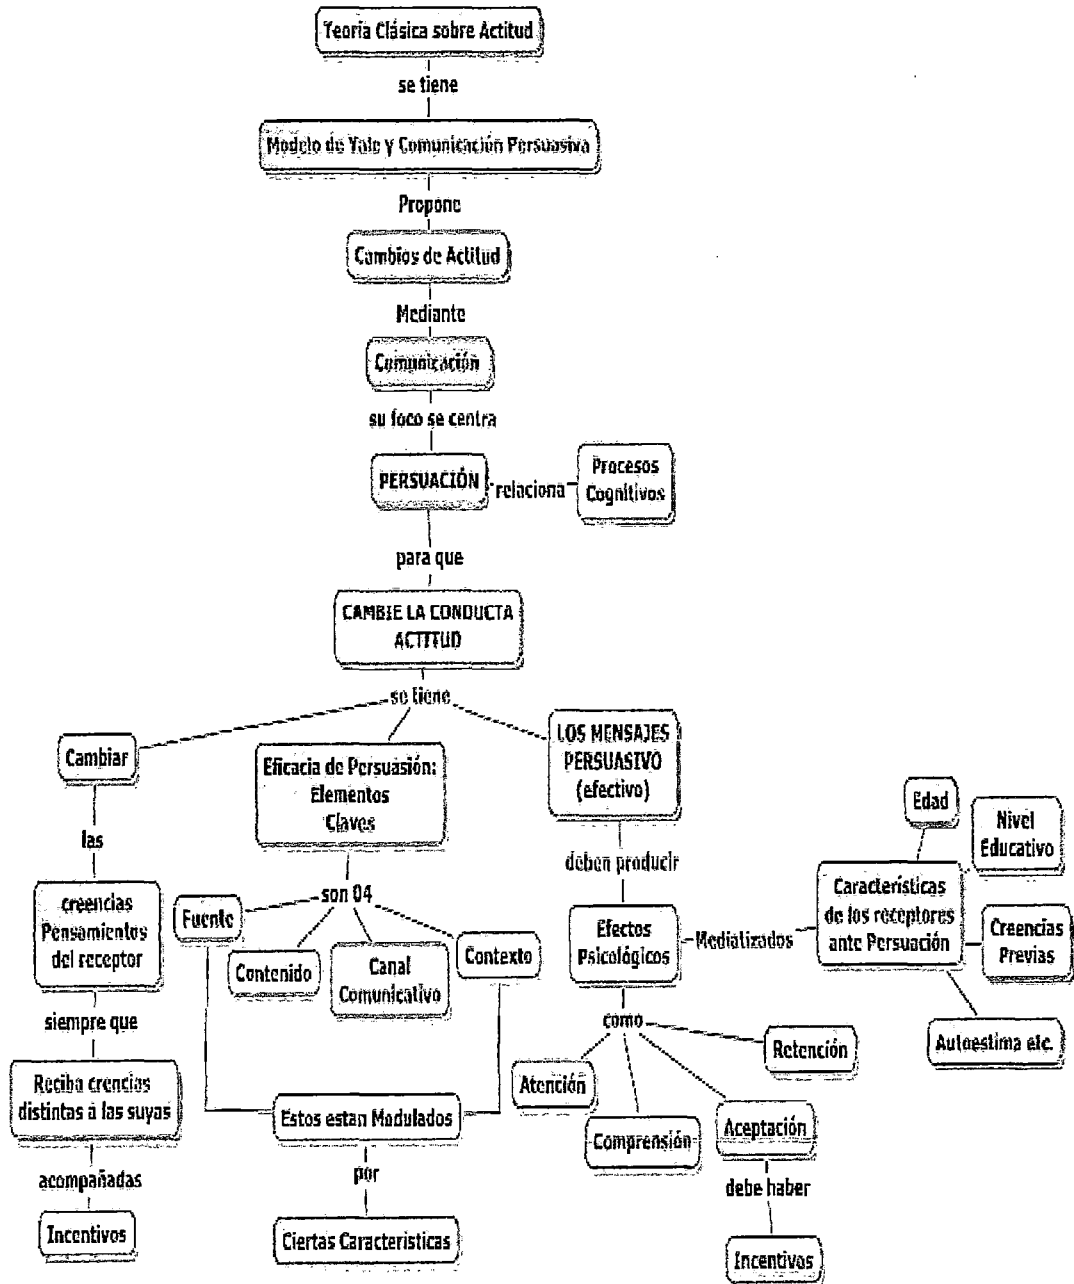 Teoría Clásica sobre Actitud
se tiene
Modelo de Yale y Comunicación Persuasiva
Propone
Cambios de Actitud
Mediante
Comunicación
su foco se centra
PERSUACIÓN
relaciona
Procesos
Cognitivos
para que
CAMBIE LA CONDUCTA
ACTITUD
se tiene
Cambiar
las
creencias
Pensamientos
del receptor
siempre que
Reciba crencias
distintas a las suyas
acompañadas
Incentivos
Eficacia de Persuasión:
Elementos
Claves
son 04
Fuente
Contenido
Canal
Comunicativo
Contexto
Estos estan Modulados
por
Ciertas Características
LOS MENSAJES
PERSUASIVO
(efectivo)
deben producir
Efectos
Psicológicos
Medializados
Características
de los receptores
ante Persuación
Edad
Nivel
Educativo
Creencias
Previas
Autoestima etc.
como
Atención
Comprensión
Aceptación
Retención
debe haber
Incentivos